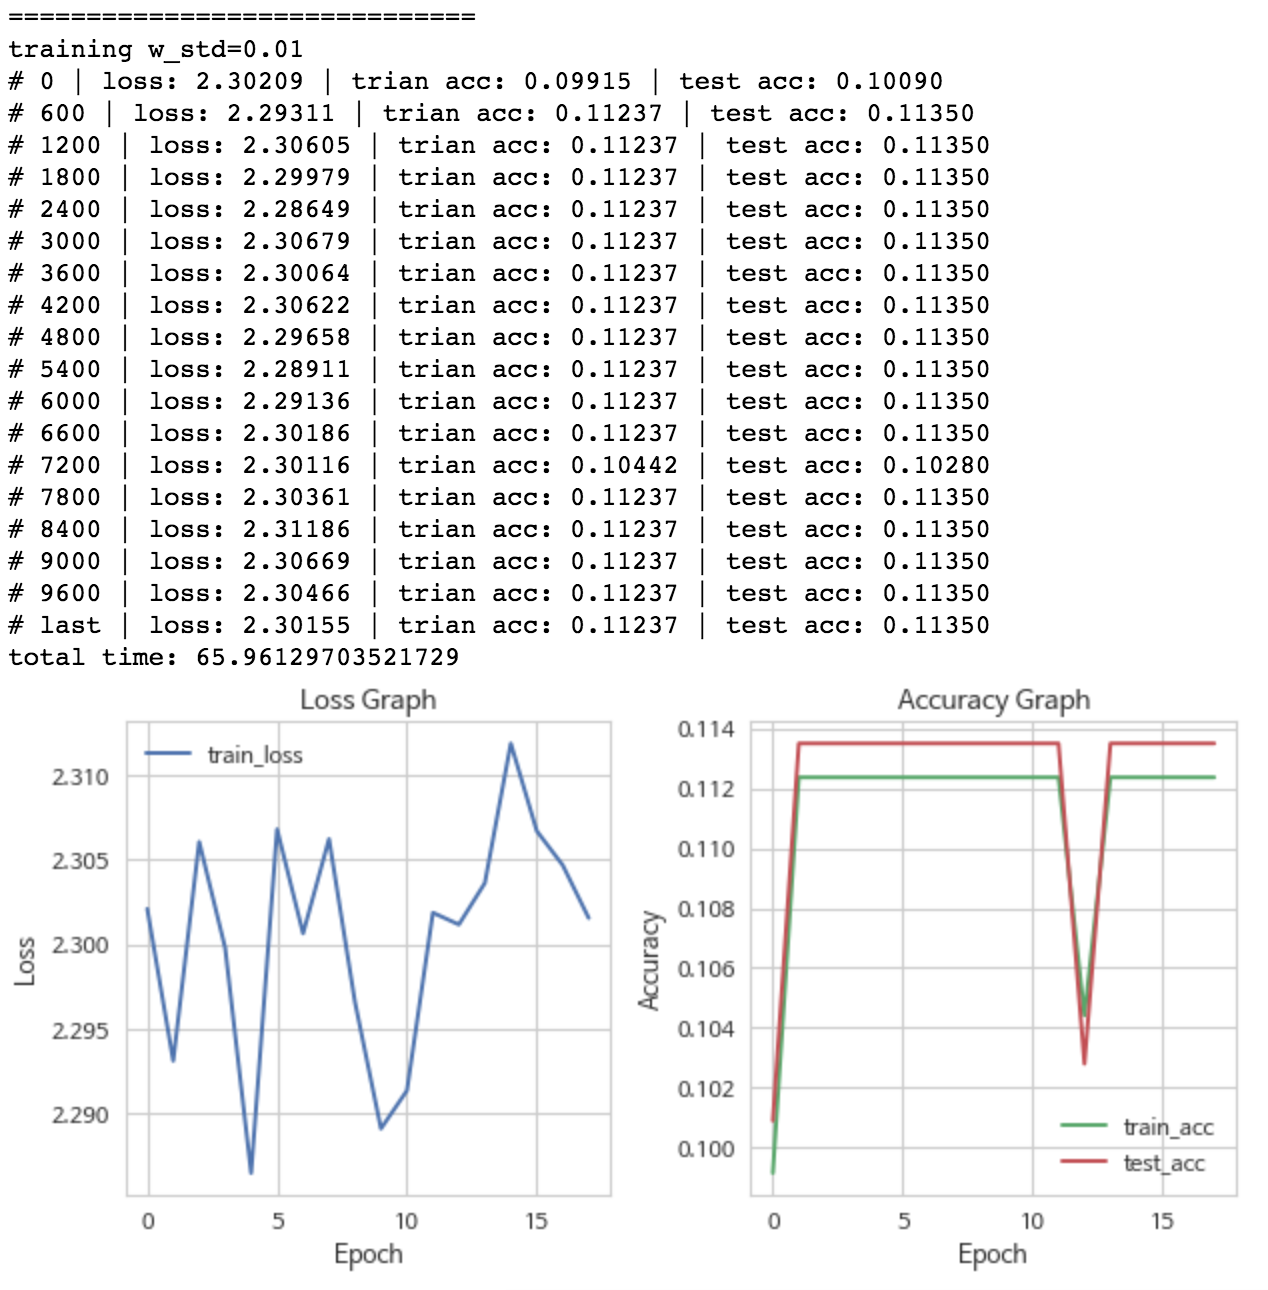 ==============================
training w_std=0.01
# 0 | loss: 2.30209 | trian acc: 0.09915 | test acc: 0.10090
# 600 | loss: 2.29311 | trian acc: 0.11237 | test acc: 0.11350
# 1200 | loss: 2.30605 | trian acc: 0.11237 | test acc: 0.11350
# 1800 | loss: 2.29979 | trian acc: 0.11237 | test acc: 0.11350
# 2400 | loss: 2.28649 | trian acc: 0.11237 | test acc: 0.11350
# 3000 | loss: 2.30679 | trian acc: 0.11237 | test acc: 0.11350
# 3600 | loss: 2.30064 | trian acc: 0.11237 | test acc: 0.11350
# 4200 | loss: 2.30622 | trian acc: 0.11237 | test acc: 0.11350
# 4800 | loss: 2.29658 | trian acc: 0.11237 | test acc: 0.11350
# 5400 | loss: 2.28911 | trian acc: 0.11237 | test acc: 0.11350
# 6000 | loss: 2.29136 | trian acc: 0.11237 | test acc: 0.11350
# 6600 | loss: 2.30186 | trian acc: 0.11237 | test acc: 0.11350
# 7200 | loss: 2.30116 | trian acc: 0.10442 | test acc: 0.10280
# 7800 | loss: 2.30361 | trian acc: 0.11237 | test acc: 0.11350
# 8400 | loss: 2.31186 | trian acc: 0.11237 | test acc: 0.11350
# 9000 | loss: 2.30669 | trian acc: 0.11237 | test acc: 0.11350
# 9600 | loss: 2.30466 | trian acc: 0.11237 | test acc: 0.11350
# last | loss: 2.30155 | trian acc: 0.11237 | test acc: 0.11350
total time: 65.96129703521729
Loss Graph
train_loss
2.310
2.305
2.300
2.295
2.290
Loss
0 5 10 15
Epoch
Accuracy Graph
0.114
0.112
0.110
0.108
0.106
0.104
0.102
0.100
Accuracy
train_acc
test_acc
0 5 10 15
Epoch